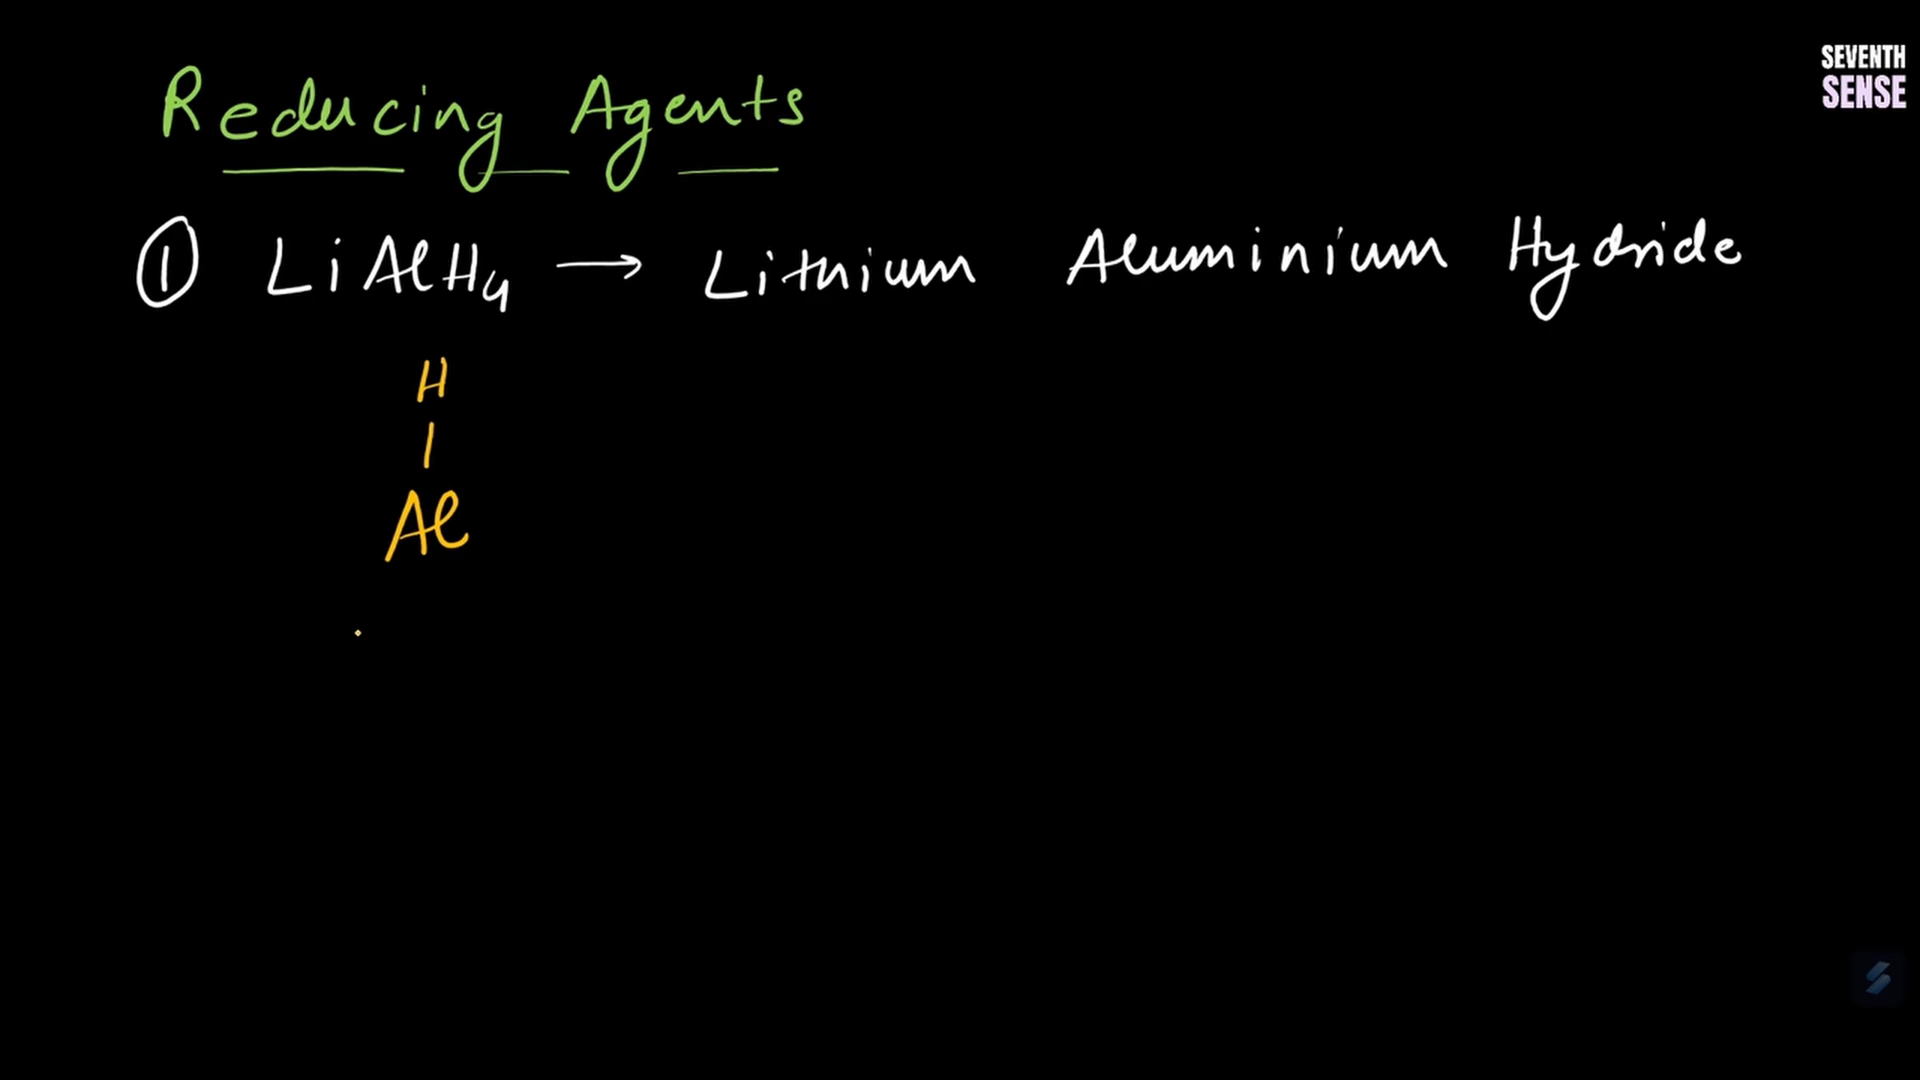 Reducing Agents
① LiAlH₄ → Lithium Aluminium Hydride
H
|
Al
SEVENTH
SENSE